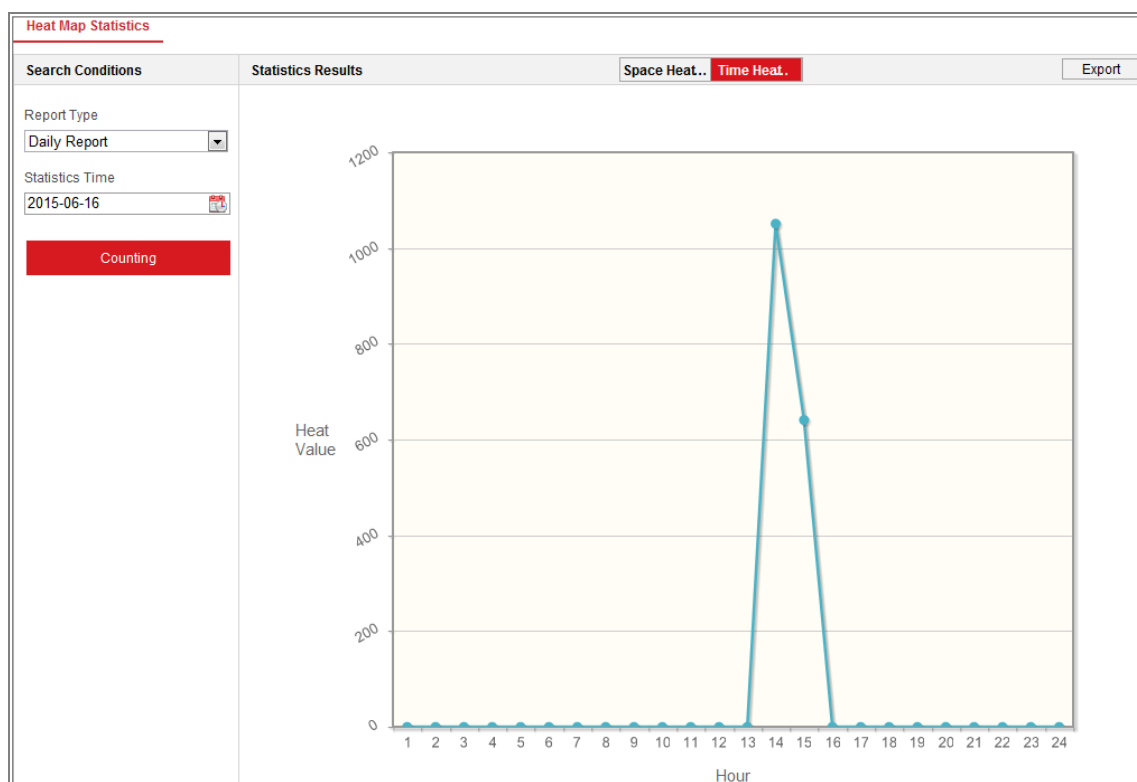 Heat Map Statistics
Search Conditions
Statistics Results
Space Heat...
Time Heat..
Export
Report Type
Daily Report
Statistics Time
2015-06-16
Counting
1200
1000
800
Heat
Value
600
400
200
0
1 2 3 4 5 6 7 8 9 10 11 12 13 14 15 16 17 18 19 20 21 22 23 24
Hour